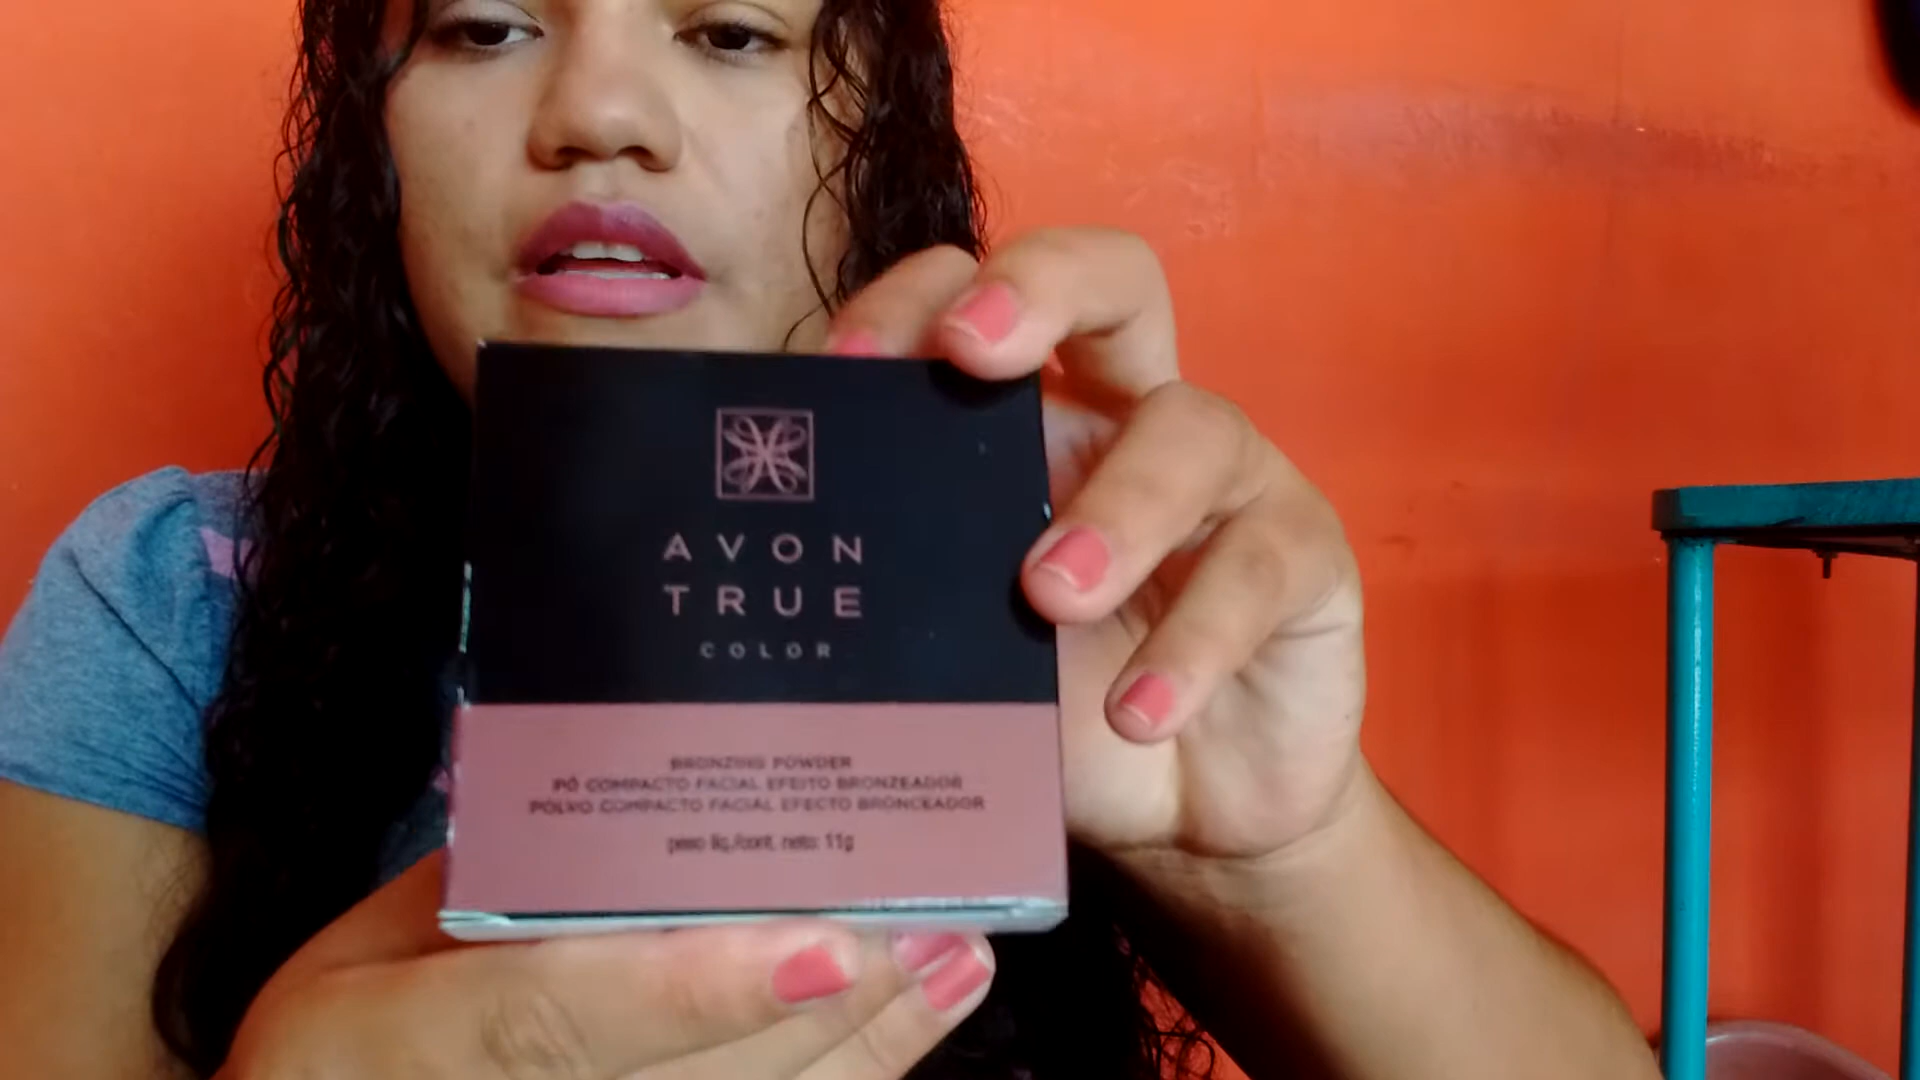 AVON
TRUE
COLOR
BRONZING POWDER
PÓ COMPACTO FACIAL EFEITO BRONZEADOR
POLVO COMPACTO FACIAL EFECTO BRONCEADOR
peso líq./cont. neto: 11g